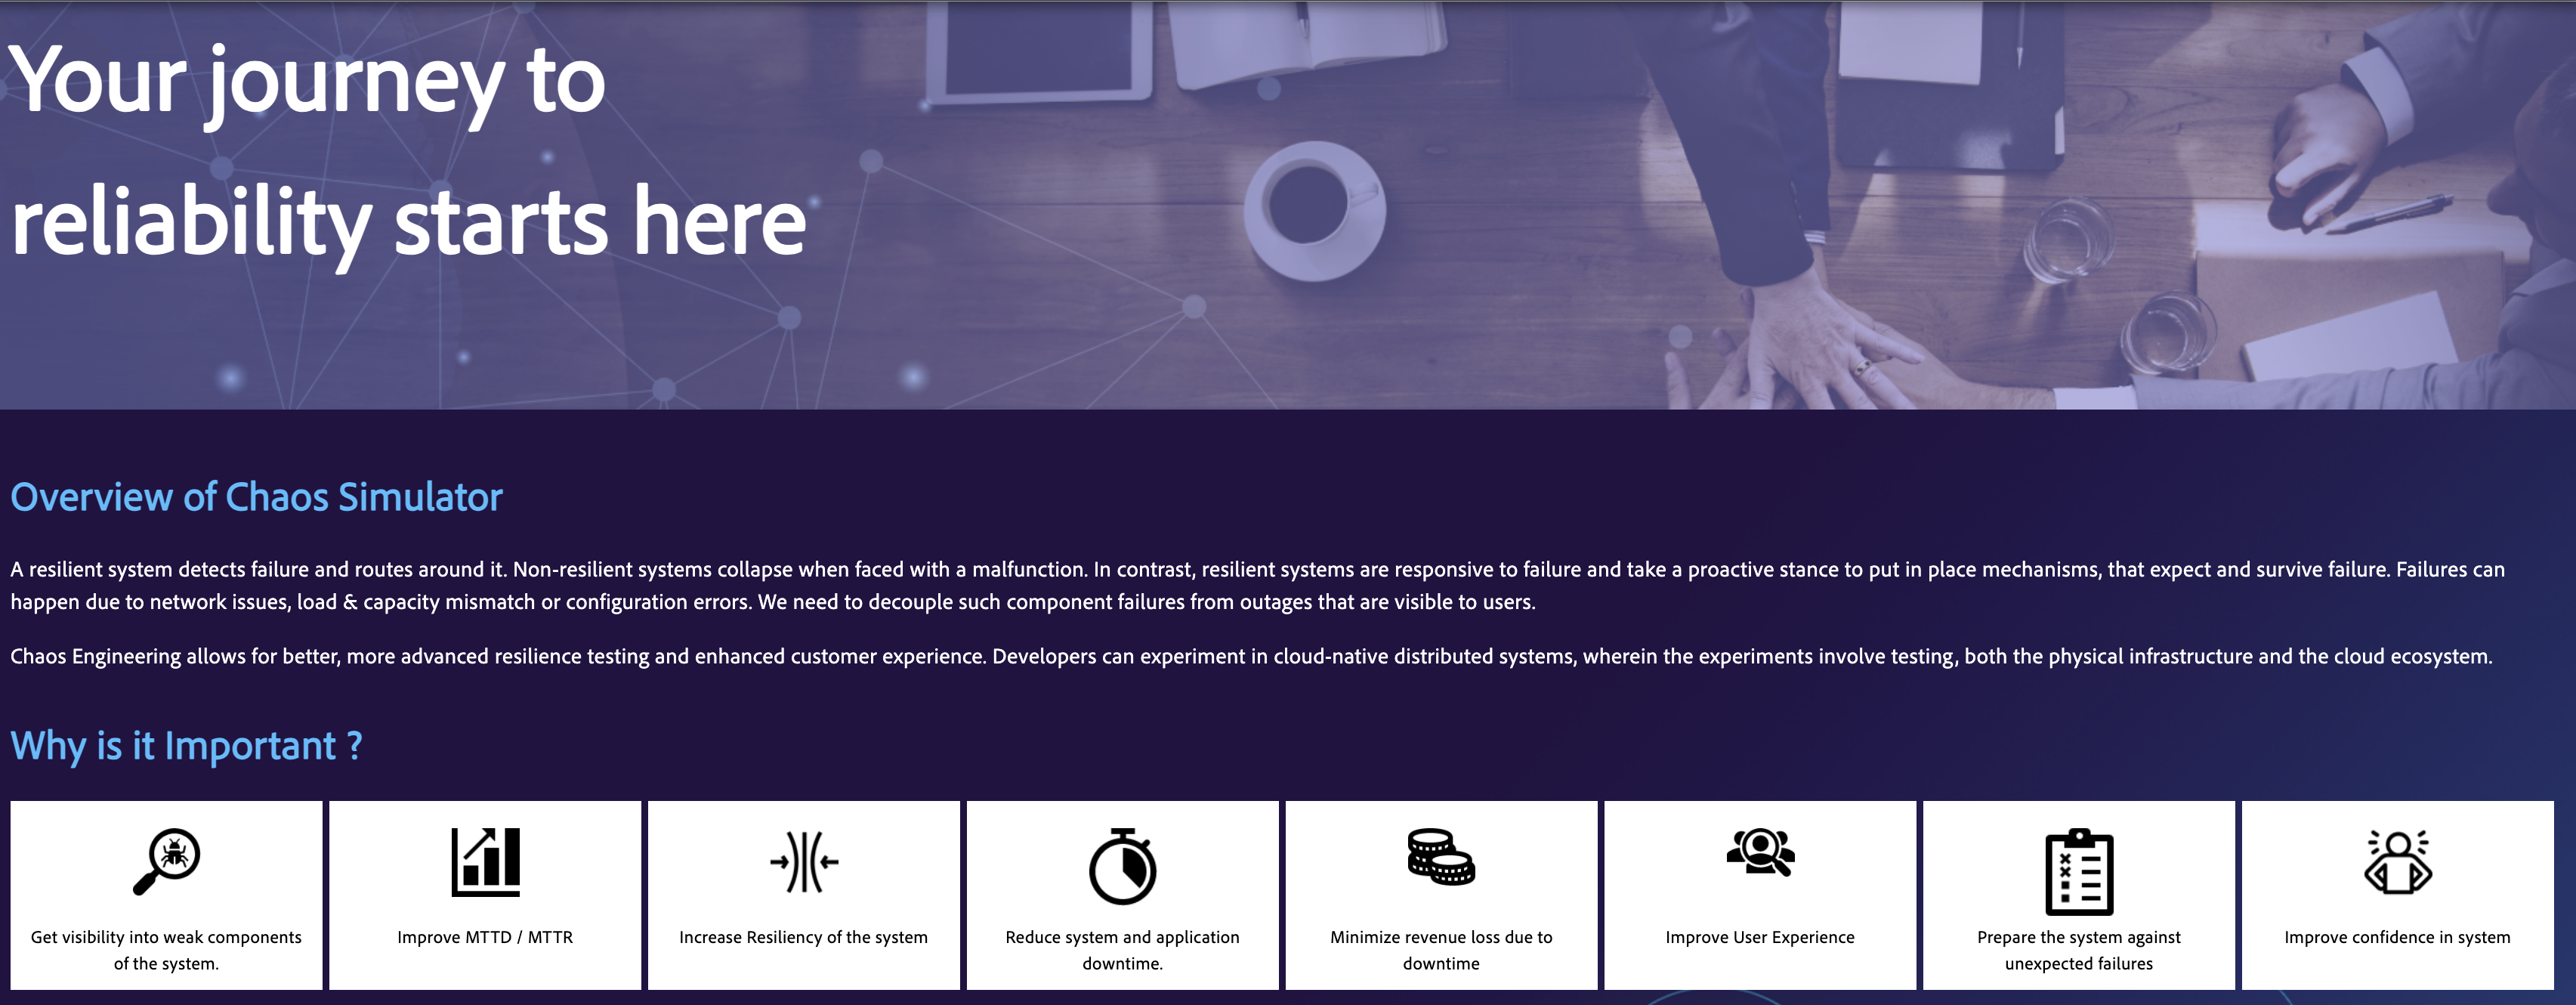 Your journey to
reliability starts here
Overview of Chaos Simulator
A resilient system detects failure and routes around it. Non-resilient systems collapse when faced with a malfunction. In contrast, resilient systems are responsive to failure and take a proactive stance to put in place mechanisms, that expect and survive failure. Failures can
happen due to network issues, load & capacity mismatch or configuration errors. We need to decouple such component failures from outages that are visible to users.
Chaos Engineering allows for better, more advanced resilience testing and enhanced customer experience. Developers can experiment in cloud-native distributed systems, wherein the experiments involve testing, both the physical infrastructure and the cloud ecosystem.
Why is it Important ?
Get visibility into weak components
of the system.
Improve MTTD / MTTR
Increase Resiliency of the system
Reduce system and application
downtime.
Minimize revenue loss due to
downtime
Improve User Experience
Prepare the system against
unexpected failures
Improve confidence in system